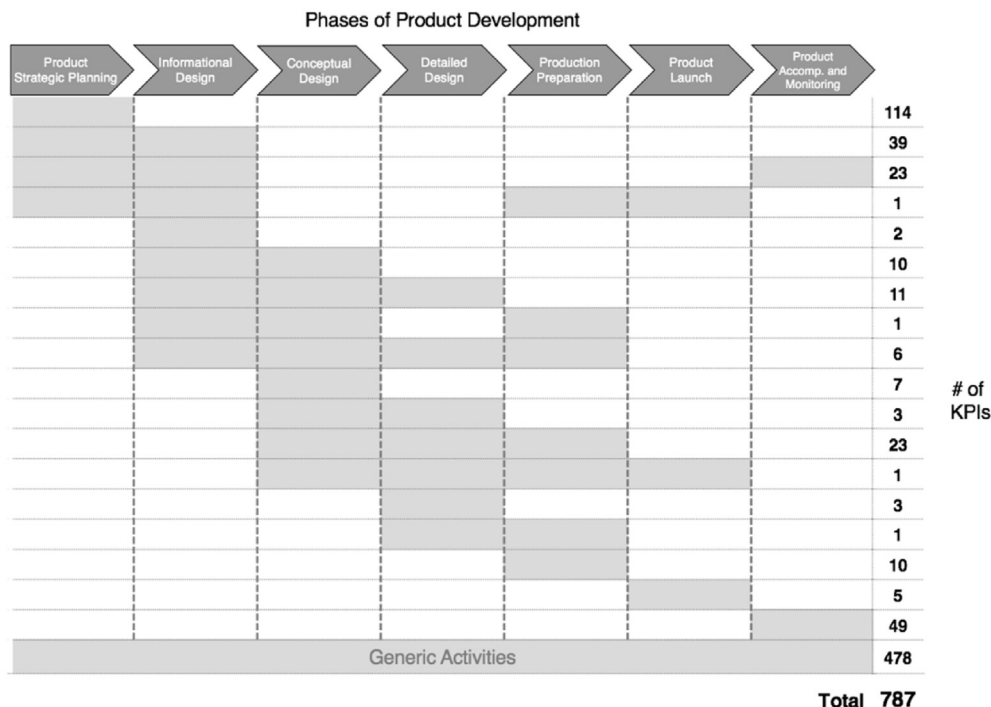 Phases of Product Development
Product
Strategic Planning
Informational
Design
Conceptual
Design
Detailed
Design
Production
Preparation
Product
Launch
Product
Accomp. and
Monitoring
114
39
23
1
2
10
11
1
6
7
3
23
1
3
1
10
5
49
Generic Activities
478
# of
KPIs
Total 787